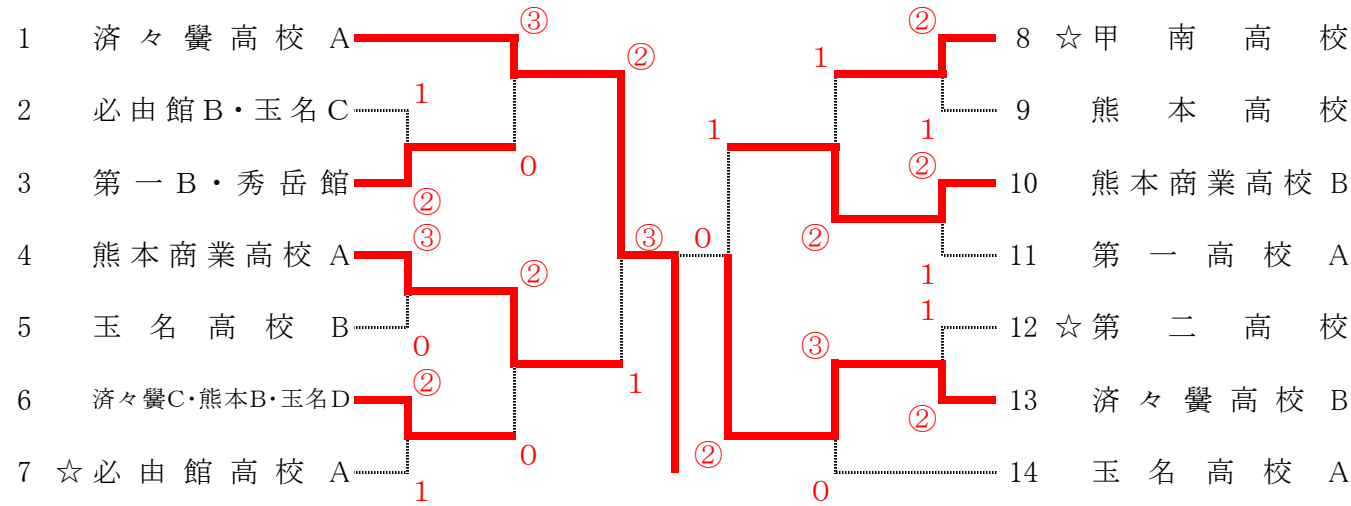 ③ ②
1 済々黌高校 A 8 ☆甲南高校
② 1
1
2 必由館B・玉名C 9 熊本高校
1 1
0 ②
3 第一B・秀岳館 10 熊本商業高校 B
②
③ ③ 0 ②
4 熊本商業高校 A 11 第一高校 A
② 1
1
5 玉名高校 B 12 ☆第二高校
0 ③
② 1
6 済々黌C・熊本B・玉名D 13 済々黌高校 B
②
0 ②
7 ☆必由館高校 A 14 玉名高校 A
1 0